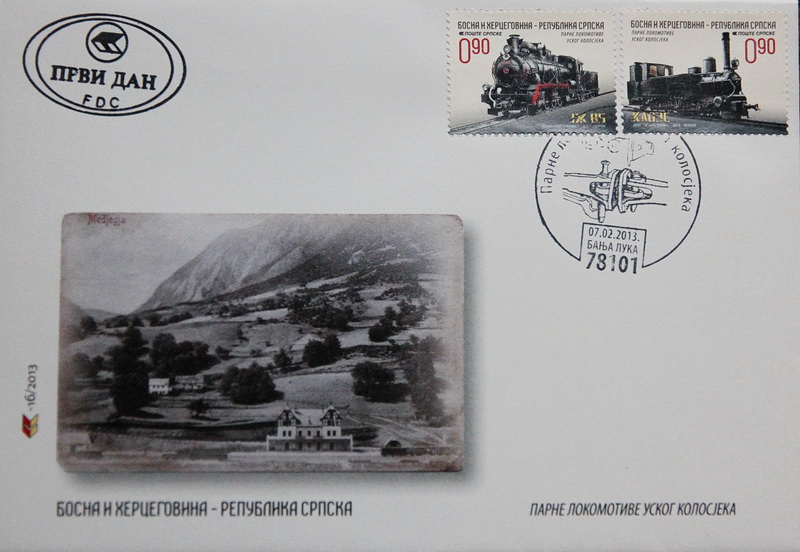 ПРВИ ДАН
FDC
БОСНА И ХЕРЦЕГОВИНА - РЕПУБЛИКА СРПСКА
ПОШТЕ СРПСКЕ
0.90
ПАРНЕ ЛОКОМОТИВЕ
УСКОГ КОЛОСЈЕКА
ЈЖ 85
БОСНА И ХЕРЦЕГОВИНА - РЕПУБЛИКА СРПСКА
ПАРНЕ ЛОКОМОТИВЕ
УСКОГ КОЛОСЈЕКА
ПОШТЕ СРПСКЕ
0.90
Парне колосјека
07.02.2013.
БАЊА ЛУКА
78101
Medjegja
-16/2013
БОСНА И ХЕРЦЕГОВИНА - РЕПУБЛИКА СРПСКА
ПАРНЕ ЛОКОМОТИВЕ УСКОГ КОЛОСЈЕКА